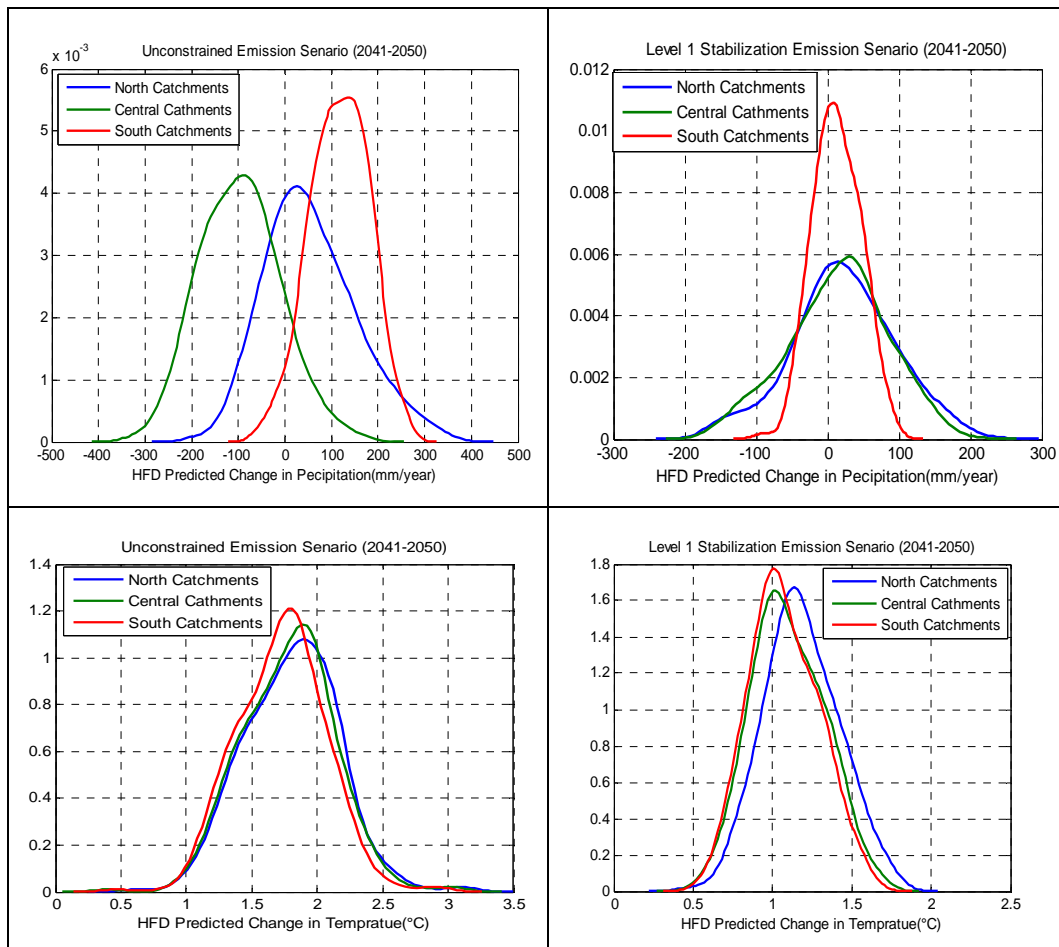 Unconstrained Emission Senario (2041-2050)
x 10^-3
6
5
4
3
2
1
0
North Catchments
Central Cathments
South Catchments
-500 -400 -300 -200 -100 0 100 200 300 400 500
HFD Predicted Change in Pecipitation(mm/year)
Level 1 Stabilization Emission Senario (2041-2050)
0.012
0.01
0.008
0.006
0.004
0.002
0
North Catchments
Central Cathments
South Catchments
-300 -200 -100 0 100 200 300
HFD Predicted Change in Pecipitation(mm/year)
Unconstrained Emission Senario (2041-2050)
1.4
1.2
1
0.8
0.6
0.4
0.2
0
North Catchments
Central Cathments
South Catchments
0 0.5 1 1.5 2 2.5 3 3.5
HFD Predicted Change in Tempratue(°C)
Level 1 Stabilization Emission Senario (2041-2050)
1.8
1.6
1.4
1.2
1
0.8
0.6
0.4
0.2
0
North Catchments
Central Cathments
South Catchments
0 0.5 1 1.5 2 2.5
HFD Predicted Change in Tempratue(°C)